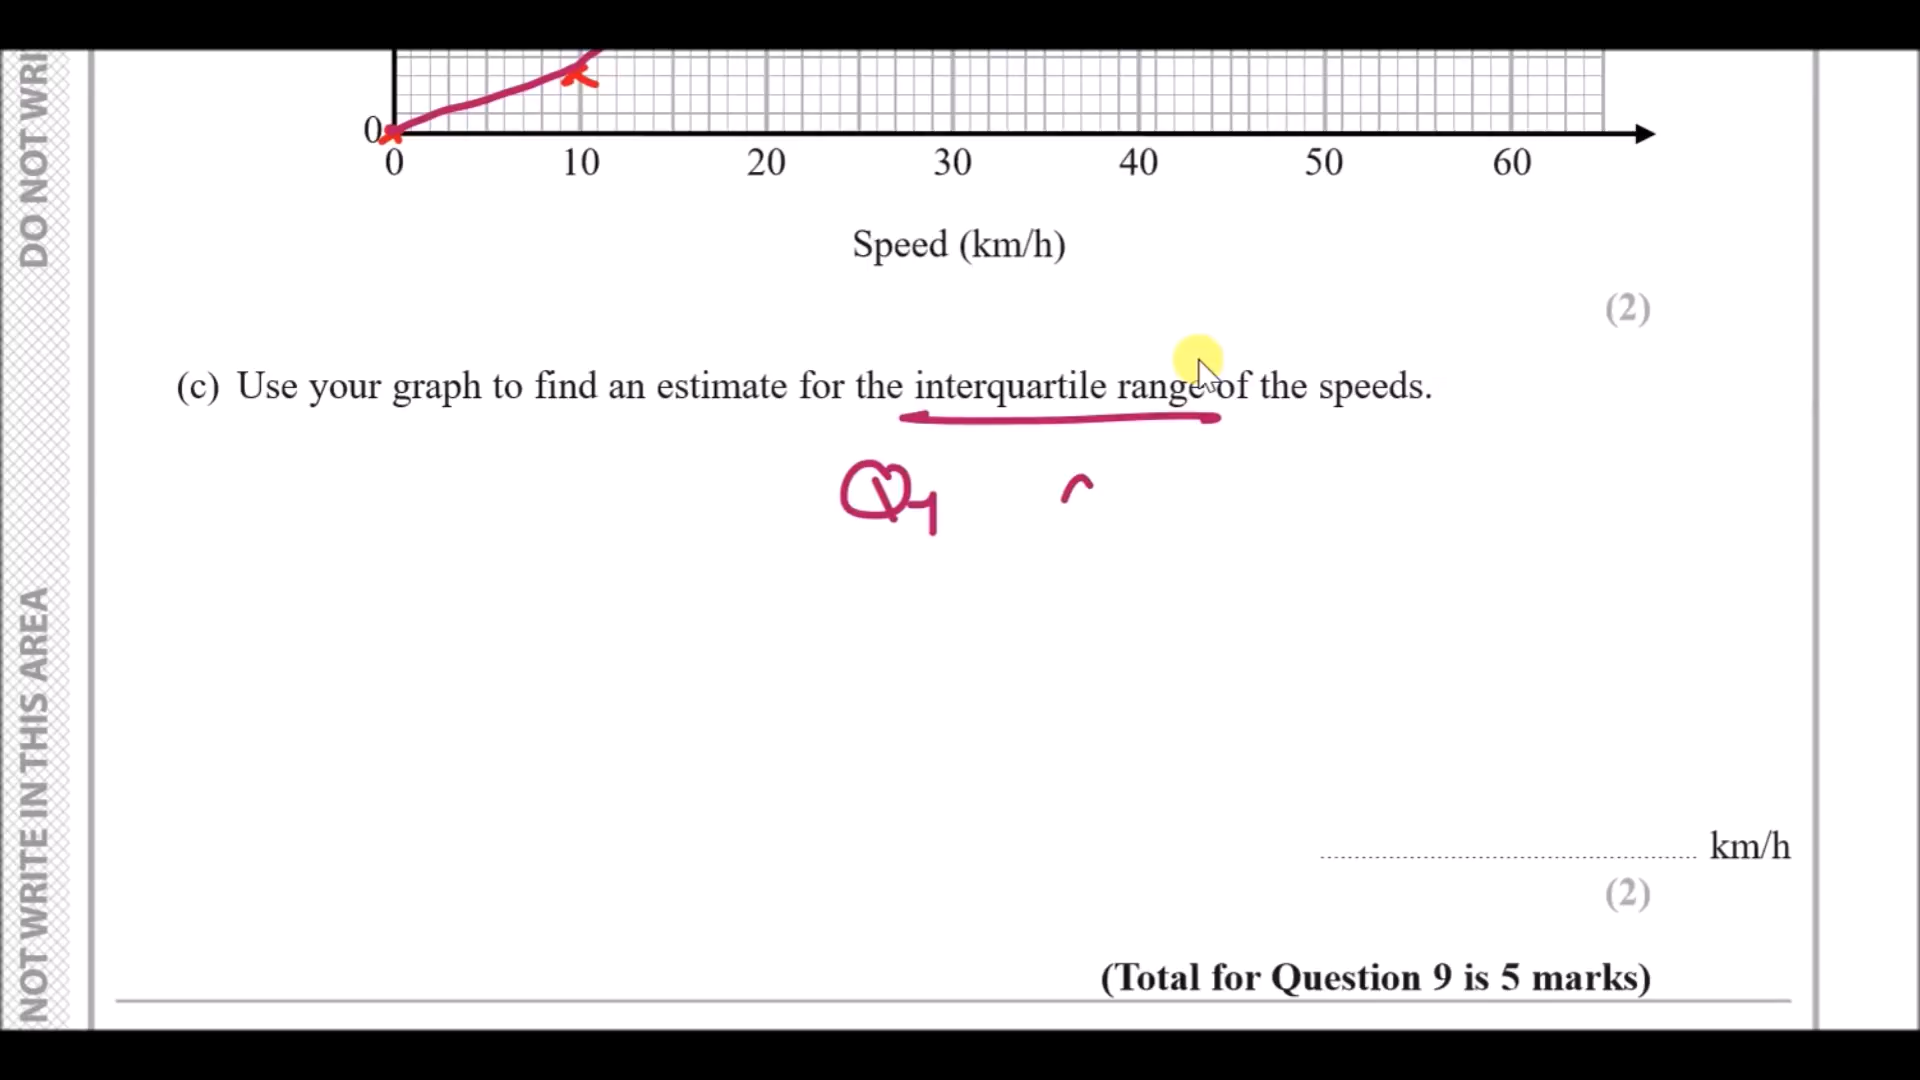 DO NOT WRI
0
0 10 20 30 40 50 60
Speed (km/h)
(2)
(c) Use your graph to find an estimate for the interquartile range of the speeds.
Q1
km/h
(2)
(Total for Question 9 is 5 marks)
NOT WRITE IN THIS AREA